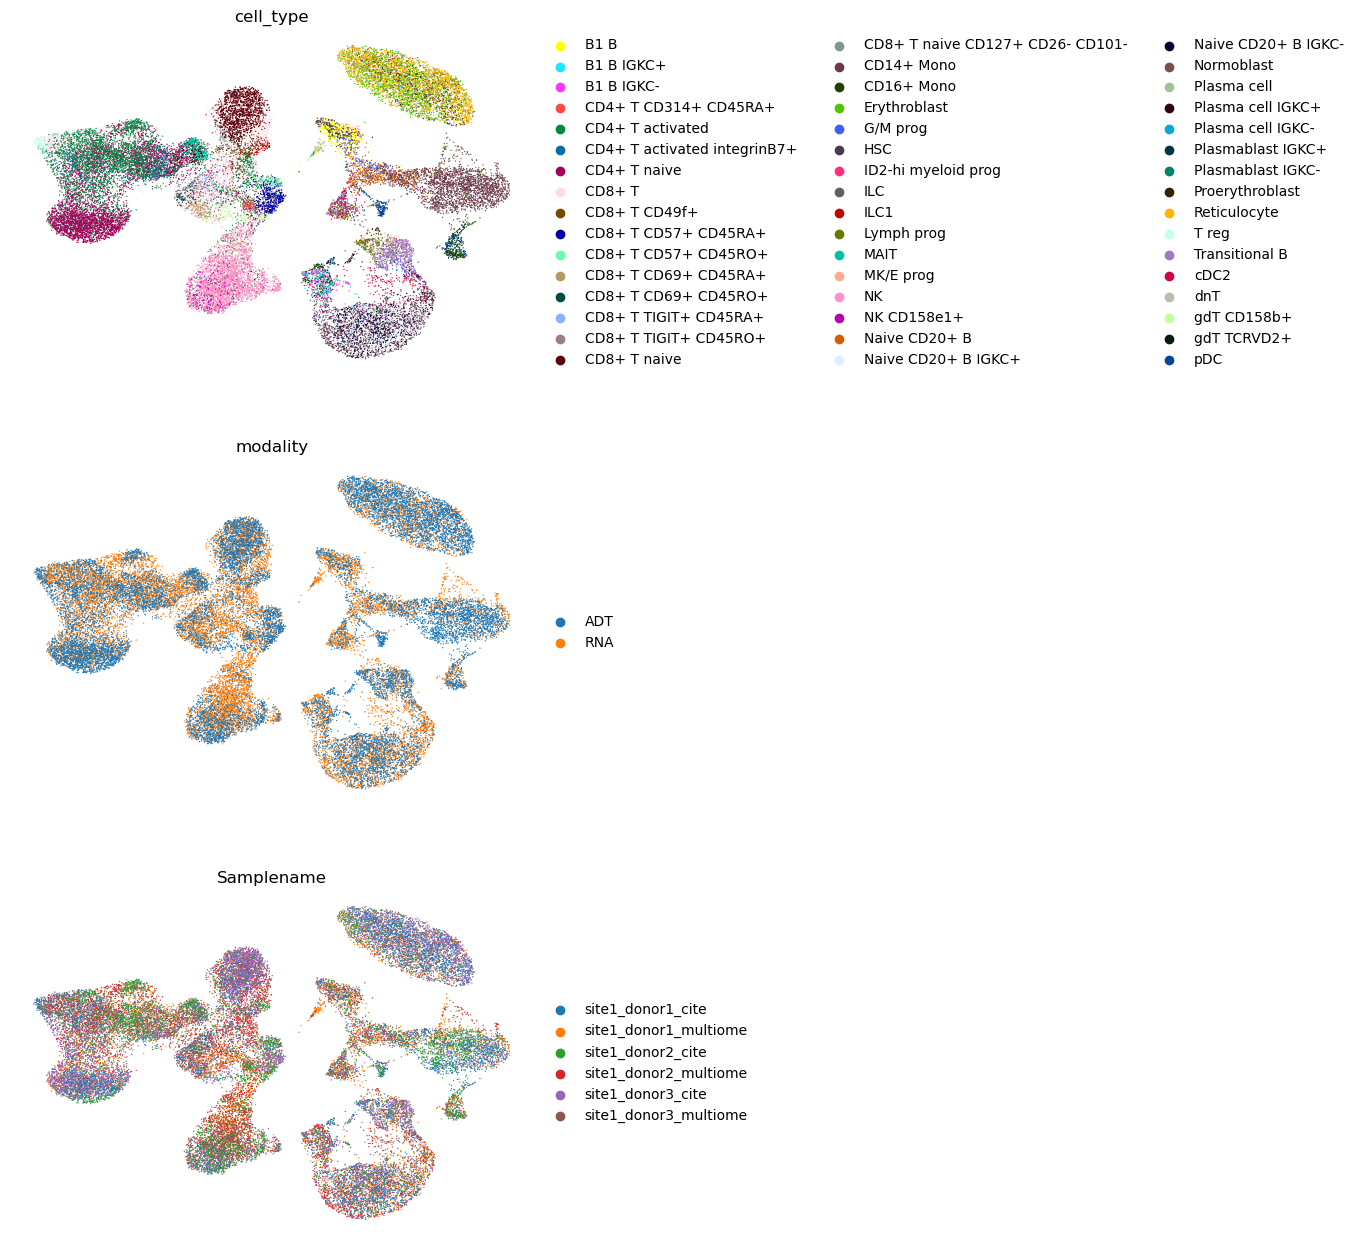 cell_type
B1 B
B1 B IGKC+
B1 B IGKC-
CD4+ T CD314+ CD45RA+
CD4+ T activated
CD4+ T activated integrinB7+
CD4+ T naive
CD8+ T
CD8+ T CD49f+
CD8+ T CD57+ CD45RA+
CD8+ T CD57+ CD45RO+
CD8+ T CD69+ CD45RA+
CD8+ T CD69+ CD45RO+
CD8+ T TIGIT+ CD45RA+
CD8+ T TIGIT+ CD45RO+
CD8+ T naive
CD8+ T naive CD127+ CD26- CD101-
CD14+ Mono
CD16+ Mono
Erythroblast
G/M prog
HSC
ID2-hi myeloid prog
ILC
ILC1
Lymph prog
MAIT
MK/E prog
NK
NK CD158e1+
Naive CD20+ B
Naive CD20+ B IGKC+
Naive CD20+ B IGKC-
Normoblast
Plasma cell
Plasma cell IGKC+
Plasma cell IGKC-
Plasmablast IGKC+
Plasmablast IGKC-
Proerythroblast
Reticulocyte
T reg
Transitional B
cDC2
dnT
gdT CD158b+
gdT TCRVD2+
pDC
modality
ADT
RNA
Samplename
site1_donor1_cite
site1_donor1_multiome
site1_donor2_cite
site1_donor2_multiome
site1_donor3_cite
site1_donor3_multiome